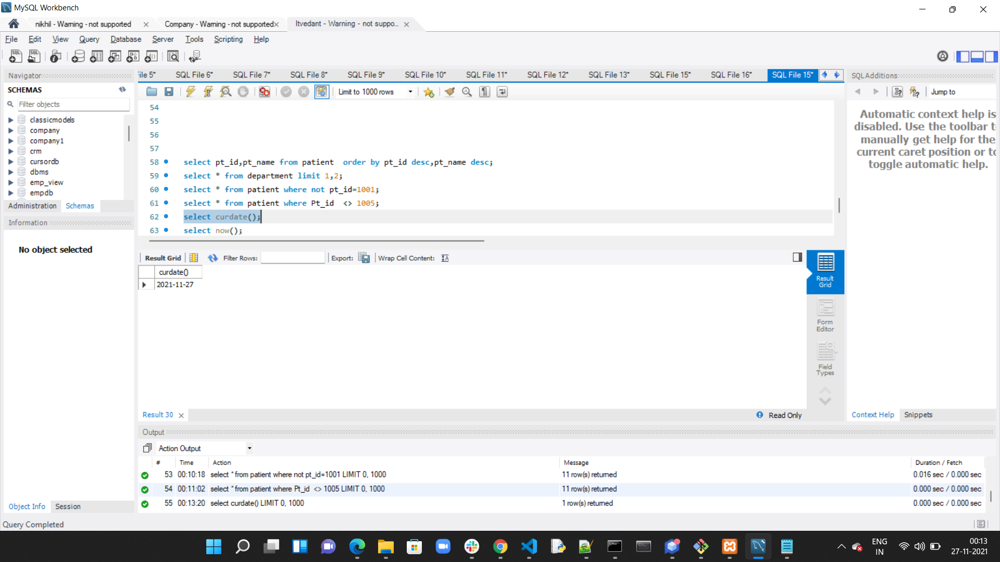 MySQL Workbench
nikhil - Warning - not supported
Company - Warning - not supported
Itvedant - Warning - not suppo...
File Edit View Query Database Server Tools Scripting Help
Navigator
ile 5* SQL File 6* SQL File 7* SQL File 8* SQL File 9* SQL File 10* SQL File 11* SQL File 12* SQL File 13* SQL File 15* SQL File 16* SQL File 15*
SQLAdditions
SCHEMAS
Limit to 1000 rows
Jump to
Filter objects
classicmodels
company
company1
crm
cursordb
dbms
emp_view
empdb
Administration Schemas
Information
No object selected
54
55
56
57
58 select pt_id,pt_name from patient  order by pt_id desc,pt_name desc;
59 select * from department limit 1,2;
60 select * from patient where not pt_id=1001;
61 select * from patient where Pt_id  <> 1005;
62 select curdate();
63 select now();
Automatic context help is
disabled. Use the toolbar t
manually get help for the
current caret position or to
toggle automatic help.
Result Grid Filter Rows: Export: Wrap Cell Content:
curdate()
2021-11-27
Result
Grid
Form
Editor
Field
Types
Result 30
Read Only
Context Help Snippets
Output
Action Output
# Time Action Message Duration / Fetch
53 00:10:18 select * from patient where not pt_id=1001 LIMIT 0, 1000 11 row(s) returned 0.016 sec / 0.000 sec
54 00:11:02 select * from patient where Pt_id  <> 1005 LIMIT 0, 1000 11 row(s) returned 0.000 sec / 0.000 sec
55 00:13:20 select curdate() LIMIT 0, 1000 1 row(s) returned 0.000 sec / 0.000 sec
Object Info Session
Query Completed
ENG
IN
00:13
27-11-2021